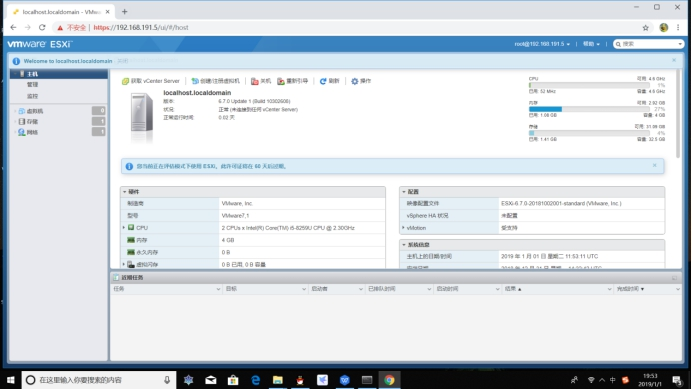 localhost.localdomain - VMw
不安全 | https://192.168.191.5/ui/#/host
vmware ESXi
root@192.168.191.5
帮助
搜索
Welcome to localhost.localdomain
主机
管理
监控
虚拟机
存储
网络
获取 vCenter Server
创建/注册虚拟机
关机
重新引导
刷新
操作
localhost.localdomain
版本: 6.7.0 Update 1 (Build 10302608)
状况 正常 (未连接到任何 vCenter Server)
正常运行时间 0.02 天
CPU 可用: 4.6 GHz
1%
已用: 52 MHz 容量: 4.6 GHz
内存 可用: 2.92 GB
27%
已用: 1.08 GB 容量: 4 GB
存储 可用: 31.09 GB
4%
已用: 1.41 GB 容量: 32.5 GB
您当前正在评估模式下使用 ESXi。此许可证将在 60 天后过期。
硬件
制造商 VMware, Inc.
型号 VMware7,1
CPU 2 CPUs x Intel(R) Core(TM) i5-8259U CPU @ 2.30GHz
内存 4 GB
永久内存 0 B
虚拟闪存 0 B 已用, 0 B 容量
配置
映像配置文件 ESXi-6.7.0-20181002001-standard (VMware, Inc.)
vSphere HA 状况 未配置
vMotion 受支持
系统信息
主机上的日期/时间 2019 年 1 月 01 日 星期二 11:53:11 UTC
近期任务
任务 目标 启动者 已排队时间 启动时间 结果 完成时间
在这里输入你要搜索的内容
中
19:53
2019/1/1